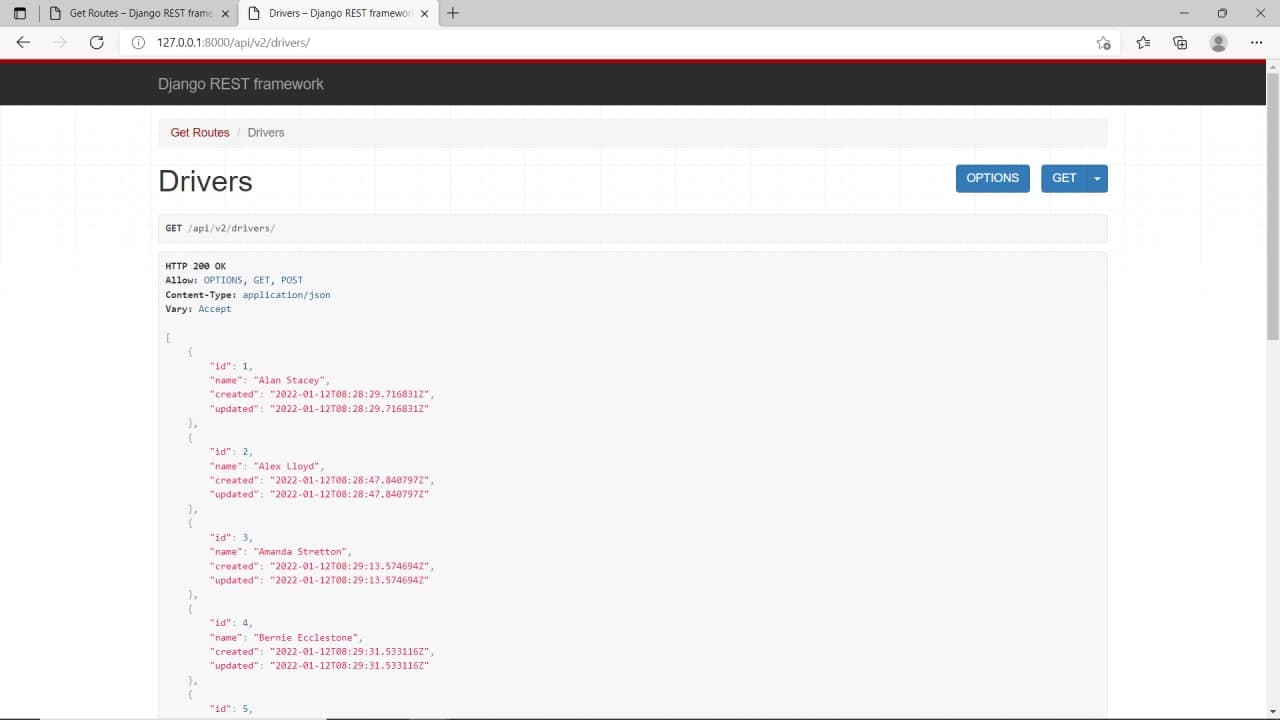 Get Routes – Django REST frame
Drivers – Django REST framewor
127.0.0.1:8000/api/v2/drivers/
Django REST framework
Get Routes / Drivers
Drivers
OPTIONS
GET
GET /api/v2/drivers/
HTTP 200 OK
Allow: OPTIONS, GET, POST
Content-Type: application/json
Vary: Accept
[
{
"id": 1,
"name": "Alan Stacey",
"created": "2022-01-12T08:28:29.716831Z",
"updated": "2022-01-12T08:28:29.716831Z"
},
{
"id": 2,
"name": "Alex Lloyd",
"created": "2022-01-12T08:28:47.840797Z",
"updated": "2022-01-12T08:28:47.840797Z"
},
{
"id": 3,
"name": "Amanda Stretton",
"created": "2022-01-12T08:29:13.574694Z",
"updated": "2022-01-12T08:29:13.574694Z"
},
{
"id": 4,
"name": "Bernie Ecclestone",
"created": "2022-01-12T08:29:31.533116Z",
"updated": "2022-01-12T08:29:31.533116Z"
},
{
"id": 5,